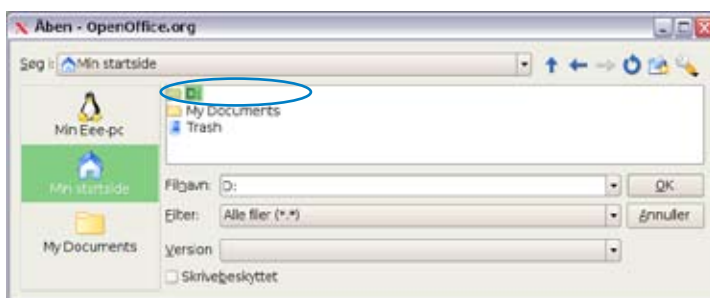 Åben - OpenOffice.org
Søg i: Min startside
Min Eee-pc
Min startside
My Documents
D:
My Documents
Trash
Filnavn: D:
OK
Filter: Alle filer (*.*)
Annuller
Version
Skrivebeskyttet